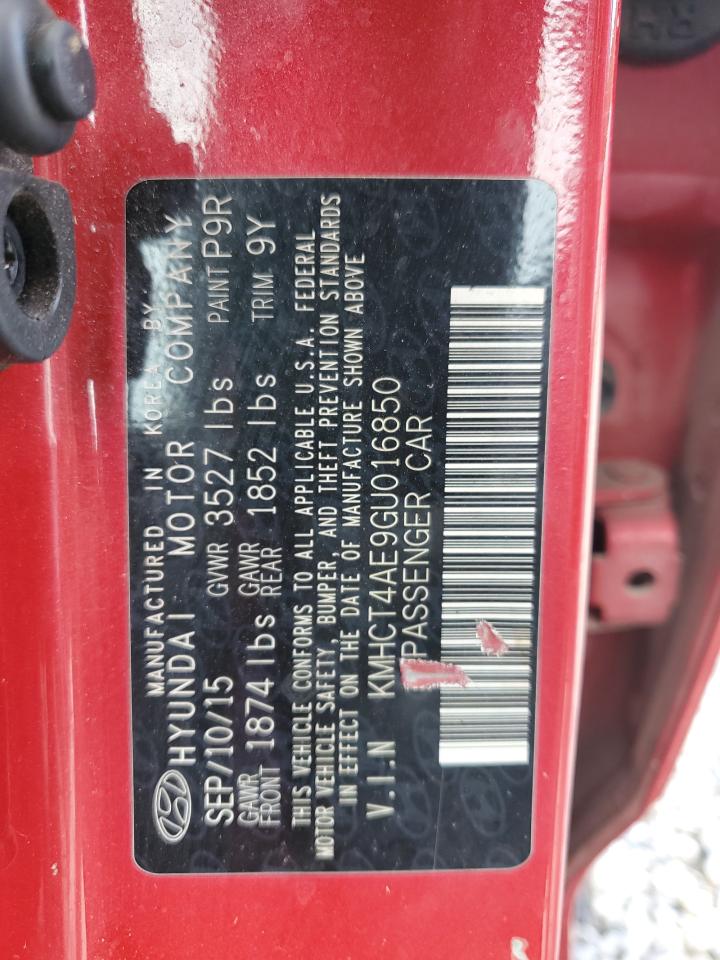 MANUFACTURED IN KOREA BY
HYUNDAI MOTOR COMPANY
SEP/10/15 GVWR 3527 lbs PAINT P9R
GAWR FRONT 1874 lbs GAWR REAR 1852 lbs TRIM 9Y
THIS VEHICLE CONFORMS TO ALL APPLICABLE U.S.A. FEDERAL
MOTOR VEHICLE SAFETY, BUMPER, AND THEFT PREVENTION STANDARDS
IN EFFECT ON THE DATE OF MANUFACTURE SHOWN ABOVE
V.I.N KMHCT4AE9GU016850
PASSENGER CAR